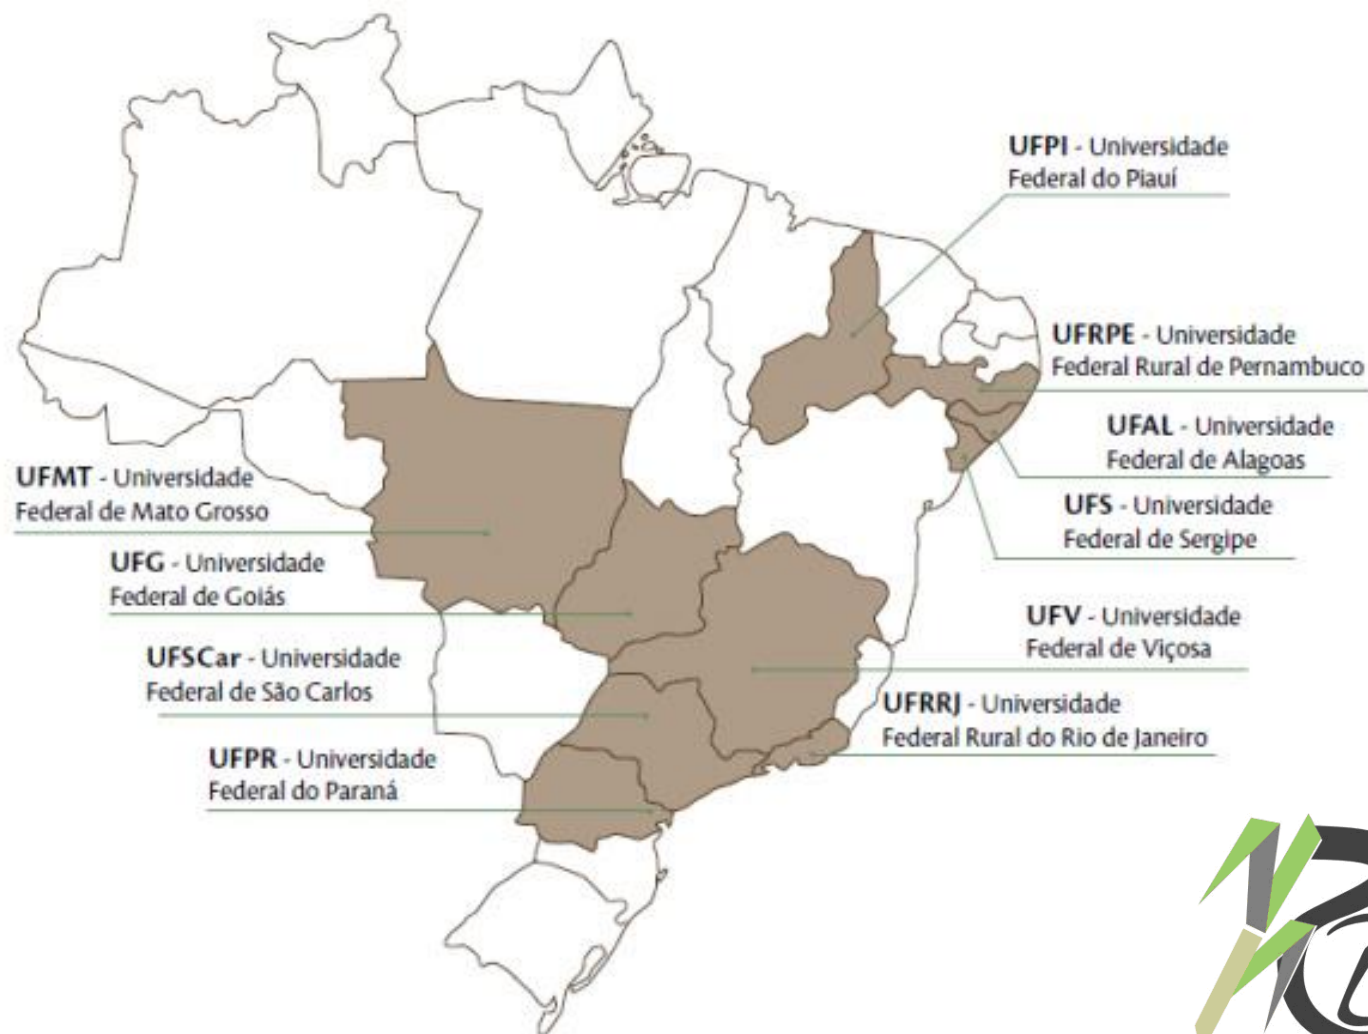 UFPI - Universidade
Federal do Piauí
UFRPE - Universidade
Federal Rural de Pernambuco
UFAL - Universidade
Federal de Alagoas
UFS - Universidade
Federal de Sergipe
UFV - Universidade
Federal de Viçosa
UFRRJ - Universidade
Federal Rural do Rio de Janeiro
UFMT - Universidade
Federal de Mato Grosso
UFG - Universidade
Federal de Goiás
UFSCar - Universidade
Federal de São Carlos
UFPR - Universidade
Federal do Paraná